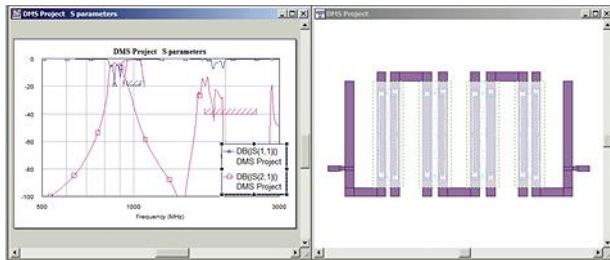 DMS Project S parameters
DMS Project
DMS Project S parameters
0
-20
-40
-60
-80
-100
500
1000
3000
Frequency (MHz)
DB(|S(1,1)|)
DMS Project
DB(|S(2,1)|)
DMS Project